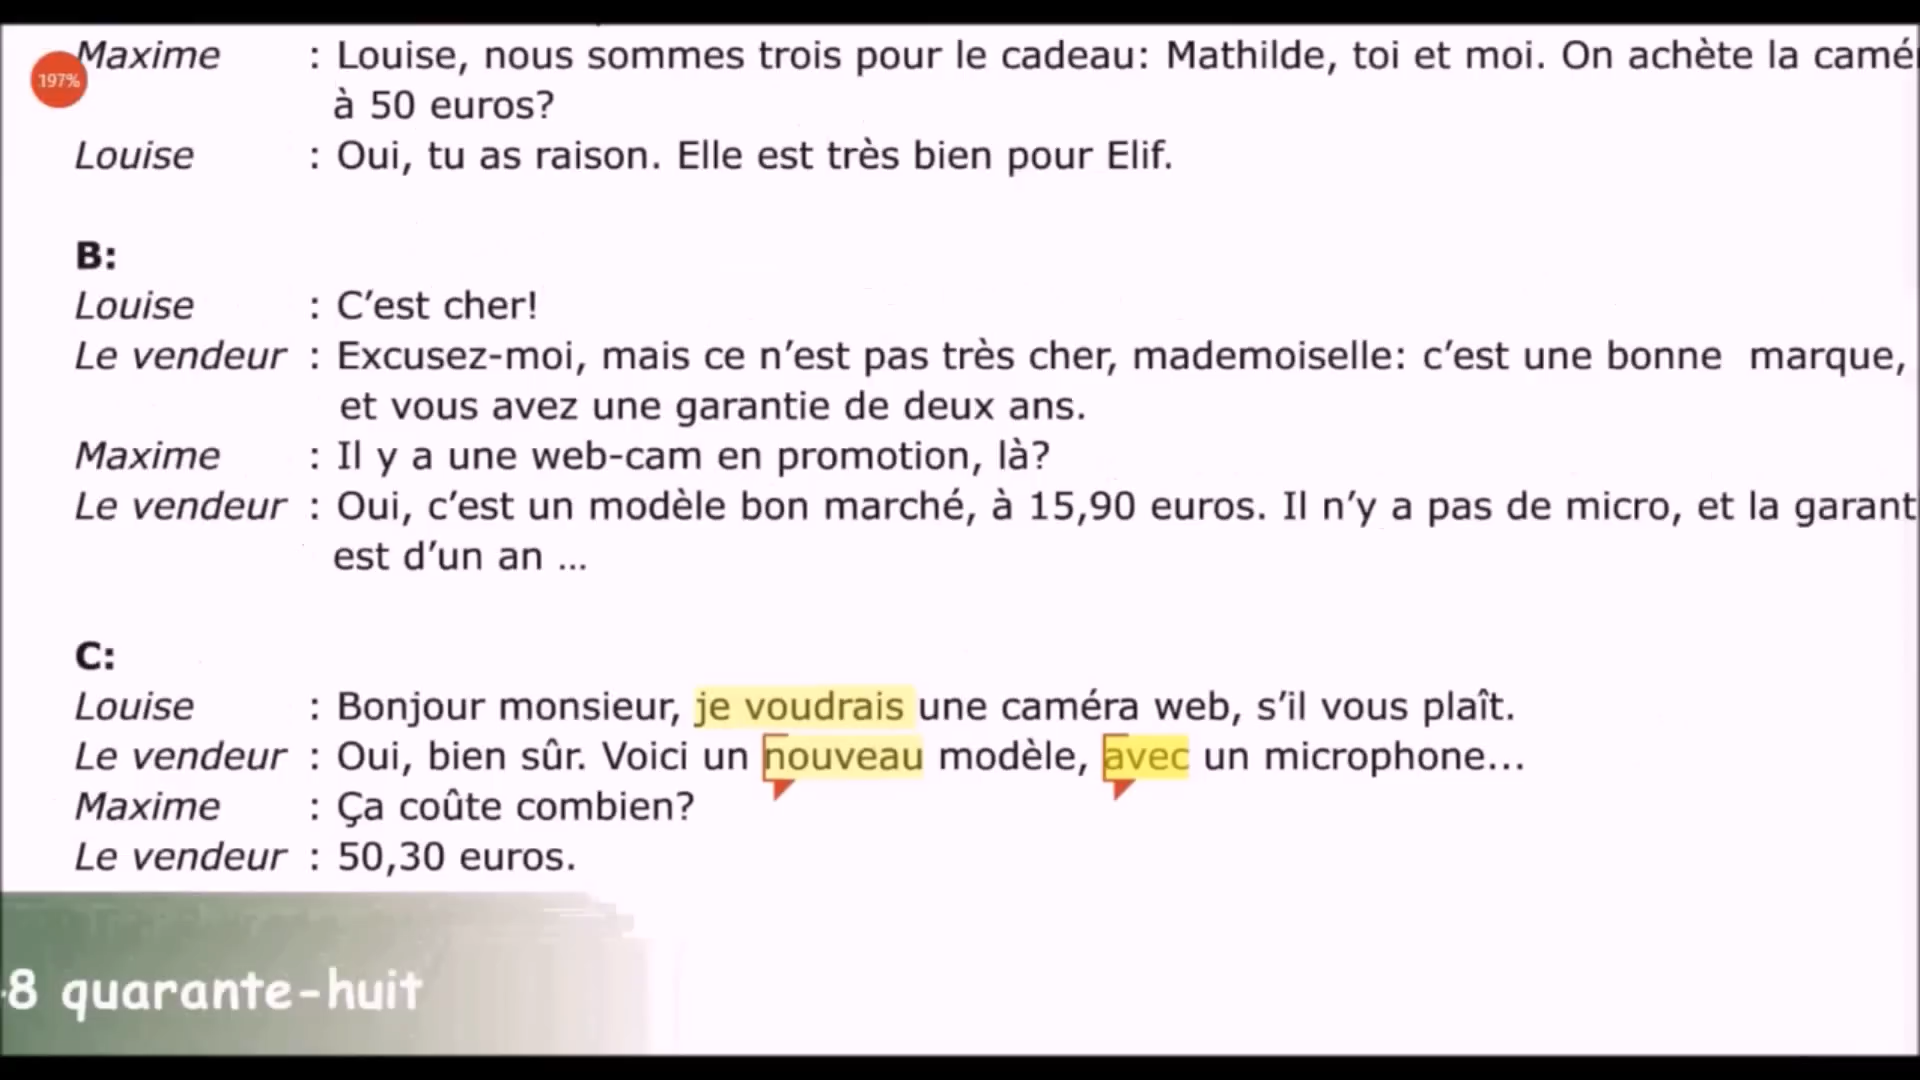 Maxime : Louise, nous sommes trois pour le cadeau: Mathilde, toi et moi. On achète la
197%
à 50 euros?
Louise : Oui, tu as raison. Elle est très bien pour Elif.
B:
Louise : C'est cher!
Le vendeur : Excusez-moi, mais ce n'est pas très cher, mademoiselle: c'est une bonne marque,
et vous avez une garantie de deux ans.
Maxime : Il y a une web-cam en promotion, là?
Le vendeur : Oui, c'est un modèle bon marché, à 15,90 euros. Il n'y a pas de micro, et la
est d'un an ...
C:
Louise : Bonjour monsieur, je voudrais une caméra web, s'il vous plaît.
Le vendeur : Oui, bien sûr. Voici un nouveau modèle, avec un microphone...
Maxime : Ça coûte combien?
Le vendeur : 50,30 euros.
8 quarante-huit